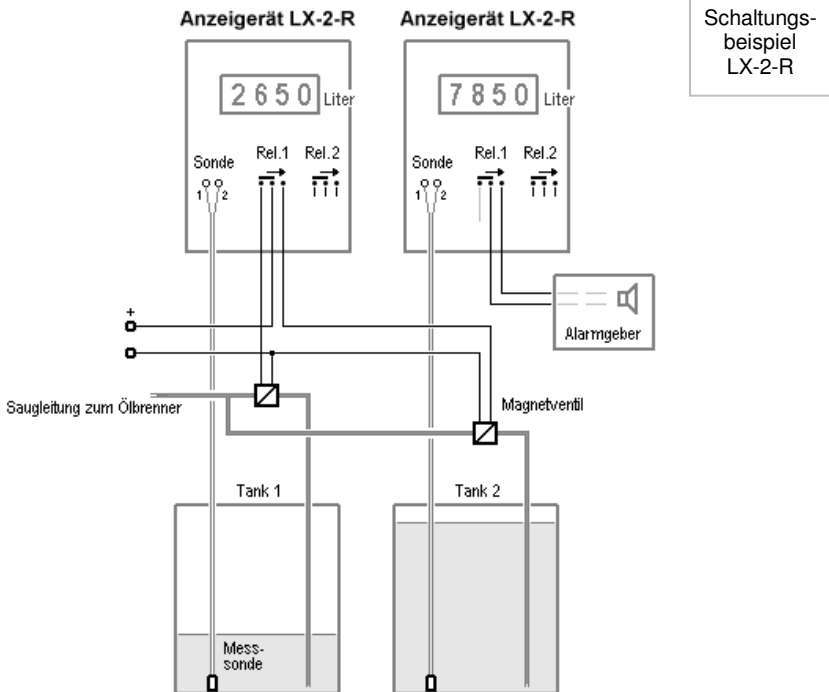 Anzeigerät LX-2-R
Anzeigerät LX-2-R
Schaltungs-
beispiel
LX-2-R
2650 Liter
7850 Liter
Sonde
Rel.1
Rel.2
1 2
Sonde
Rel.1
Rel.2
1 2
+
Alarmgeber
Saugleitung zum Ölbrenner
Magnetventil
Tank 1
Tank 2
Mess-
sonde